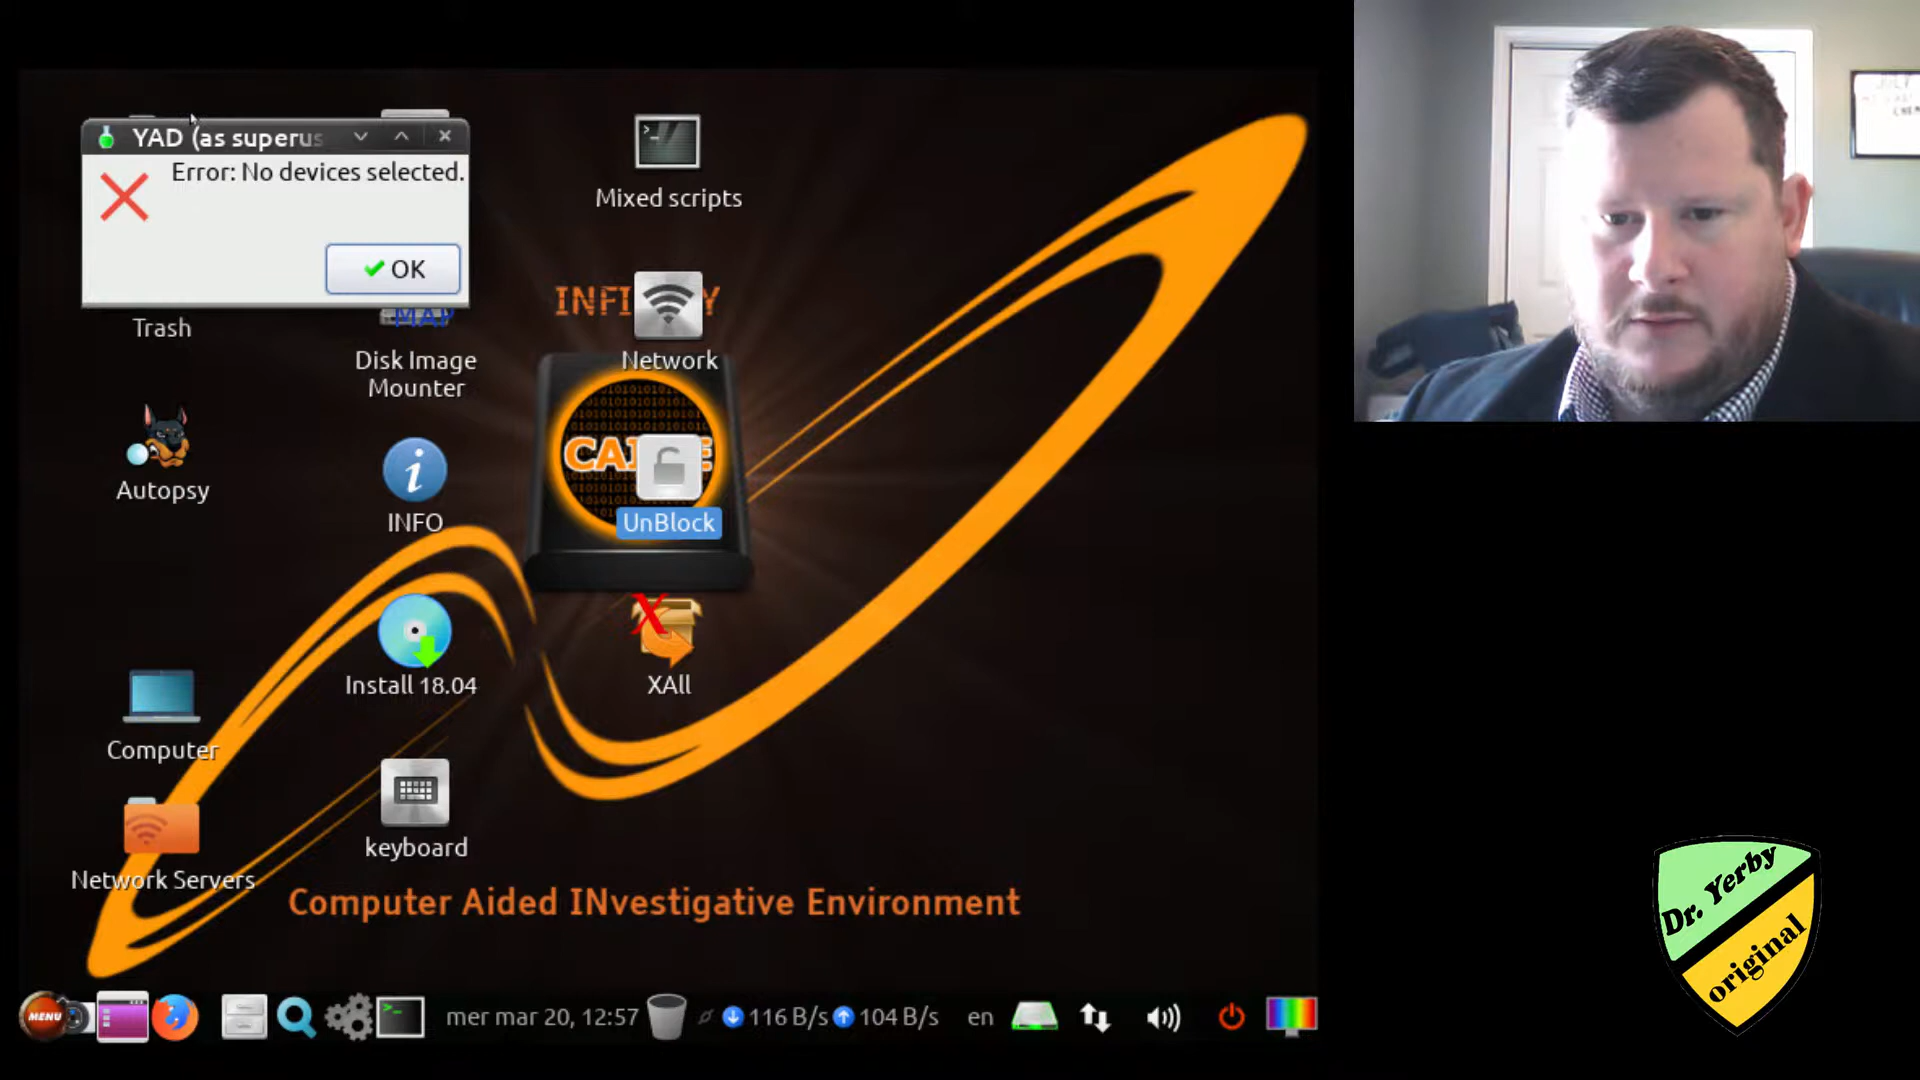 YAD (as superus
Error: No devices selected.
OK
Trash
Autopsy
Computer
Network Servers
Disk Image
Mounter
INFO
Install 18.04
keyboard
Mixed scripts
Network
UnBlock
XAll
Computer Aided INvestigative Environment
MENU
mer mar 20, 12:57
116 B/s
104 B/s
en
Dr. Yerby
original